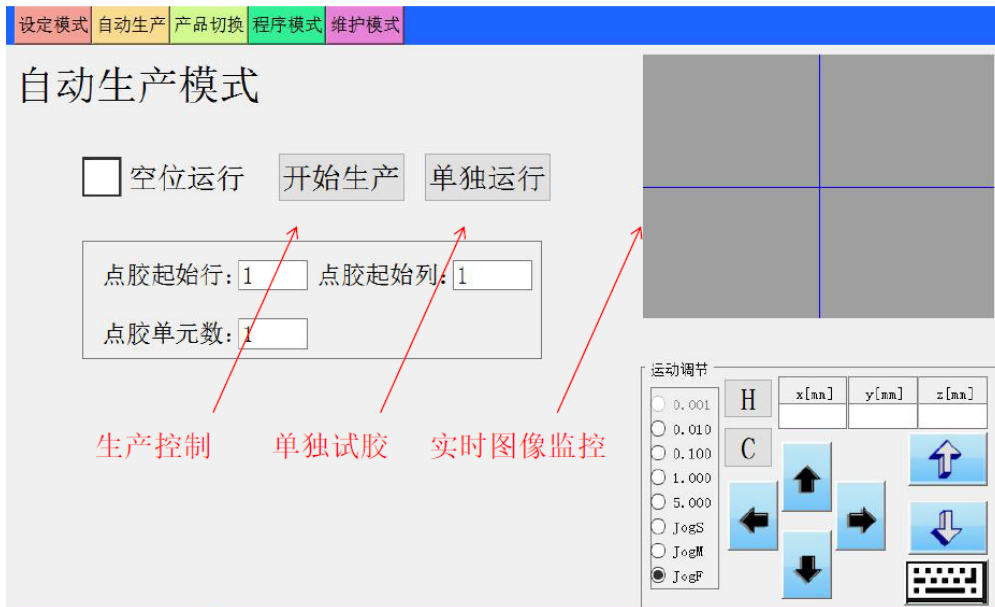 设定模式 自动生产 产品切换 程序模式 维护模式
自动生产模式
空位运行 开始生产 单独运行
点胶起始行: 1 点胶起始列: 1
点胶单元数: 1
生产控制 单独试胶 实时图像监控
运动调节
H x[mm] y[mm] z[mm]
0.001
0.010
C
0.100
1.000
5.000
JogS
JogM
JogF